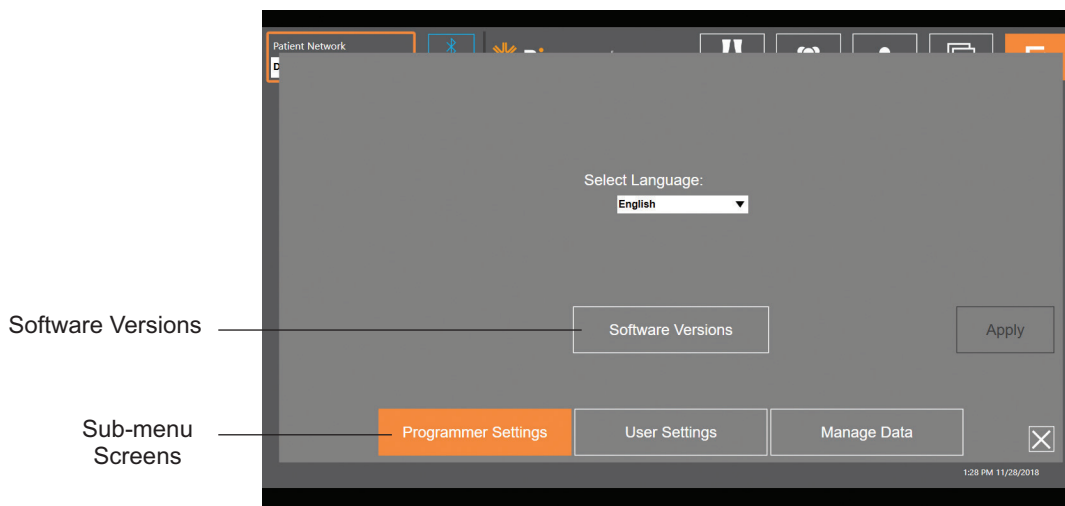 Patient Network
Select Language:
English
Software Versions
Software Versions
Apply
Sub-menu
Screens
Programmer Settings
User Settings
Manage Data
1:28 PM 11/28/2018